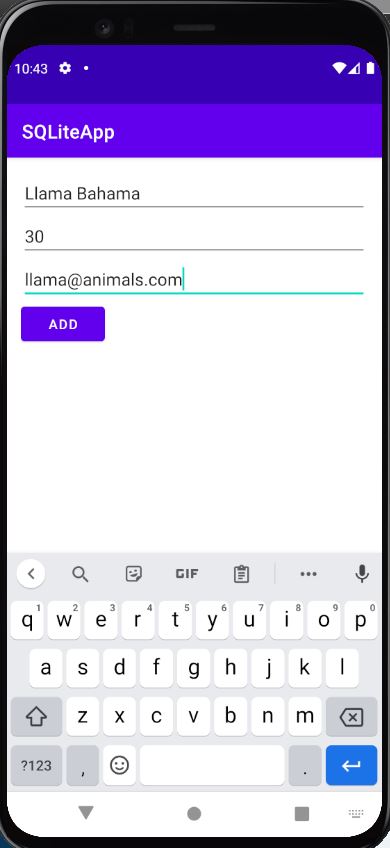 10:43
SQLiteApp
Llama Bahama
30
llama@animals.com
ADD
GIF
q1 w2 e3 r4 t5 y6 u7 i8 o9 p0
a s d f g h j k l
z x c v b n m
?123 , .